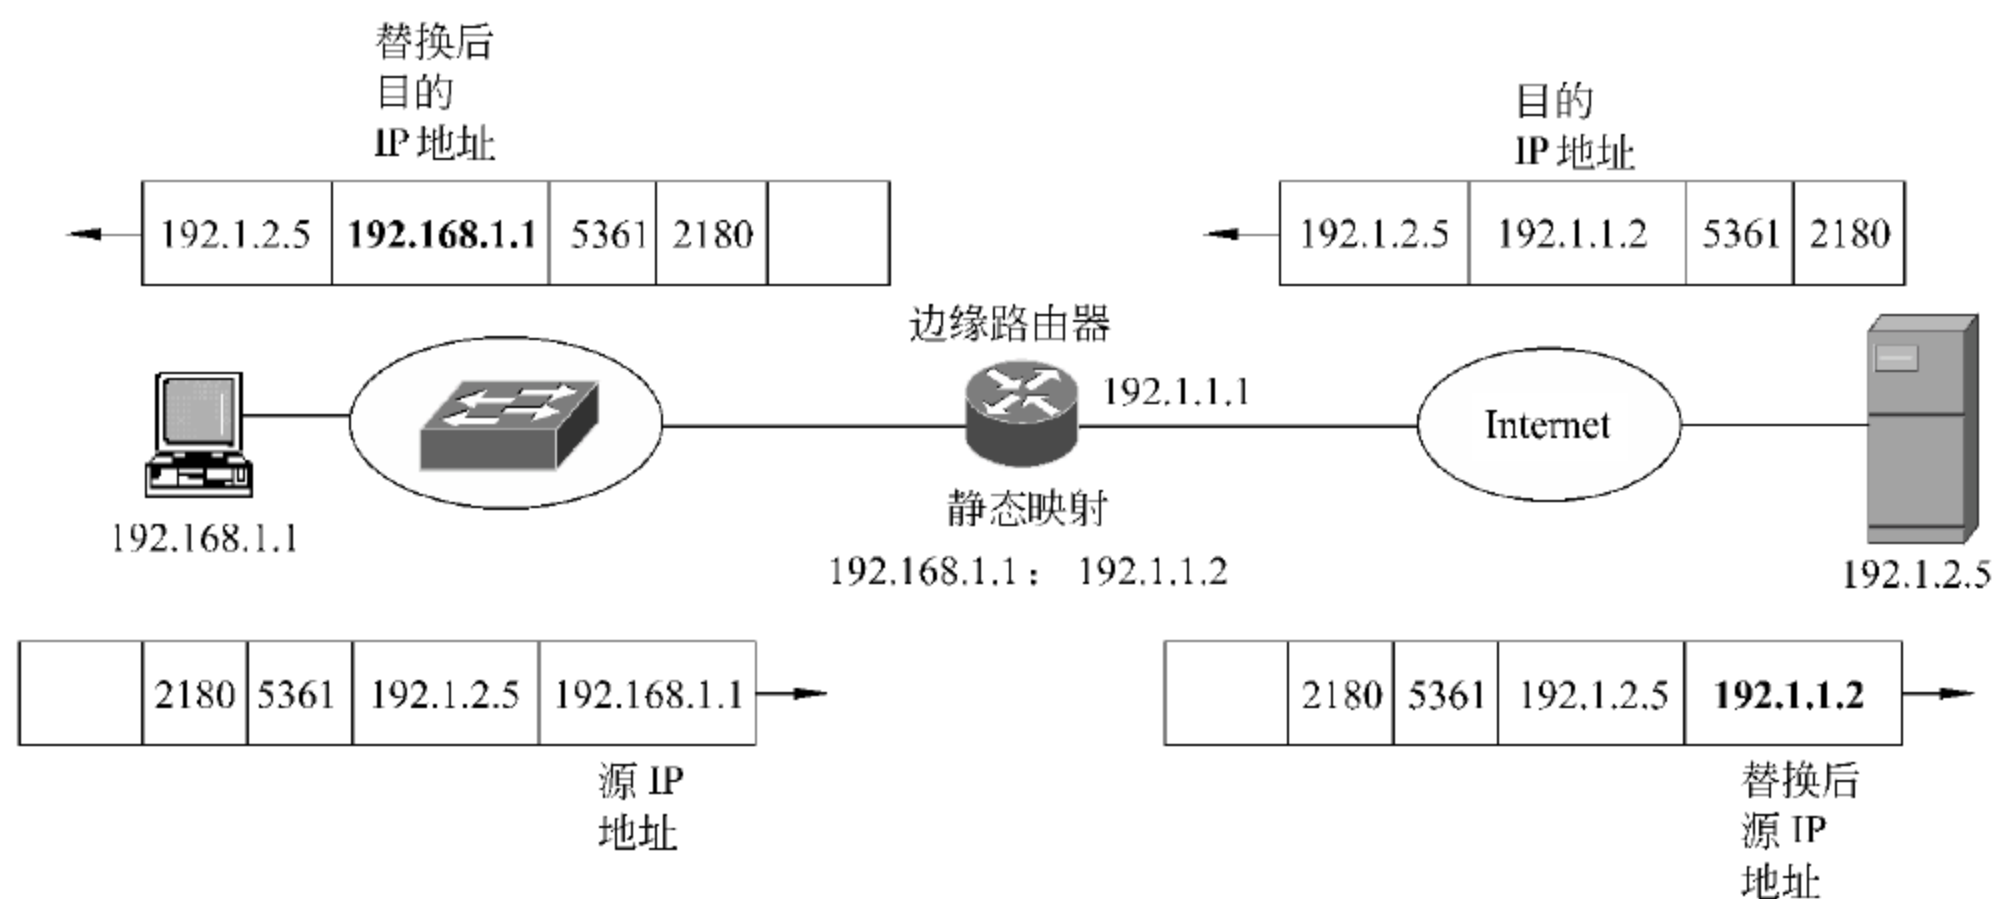 替换后
目的
IP 地址
目的
IP 地址
192.1.2.5 192.168.1.1 5361 2180
192.1.2.5 192.1.1.2 5361 2180
边缘路由器
192.1.1.1
Internet
静态映射
192.168.1.1
192.168.1.1： 192.1.1.2
192.1.2.5
2180 5361 192.1.2.5 192.168.1.1
2180 5361 192.1.2.5 192.1.1.2
源 IP
地址
替换后
源 IP
地址